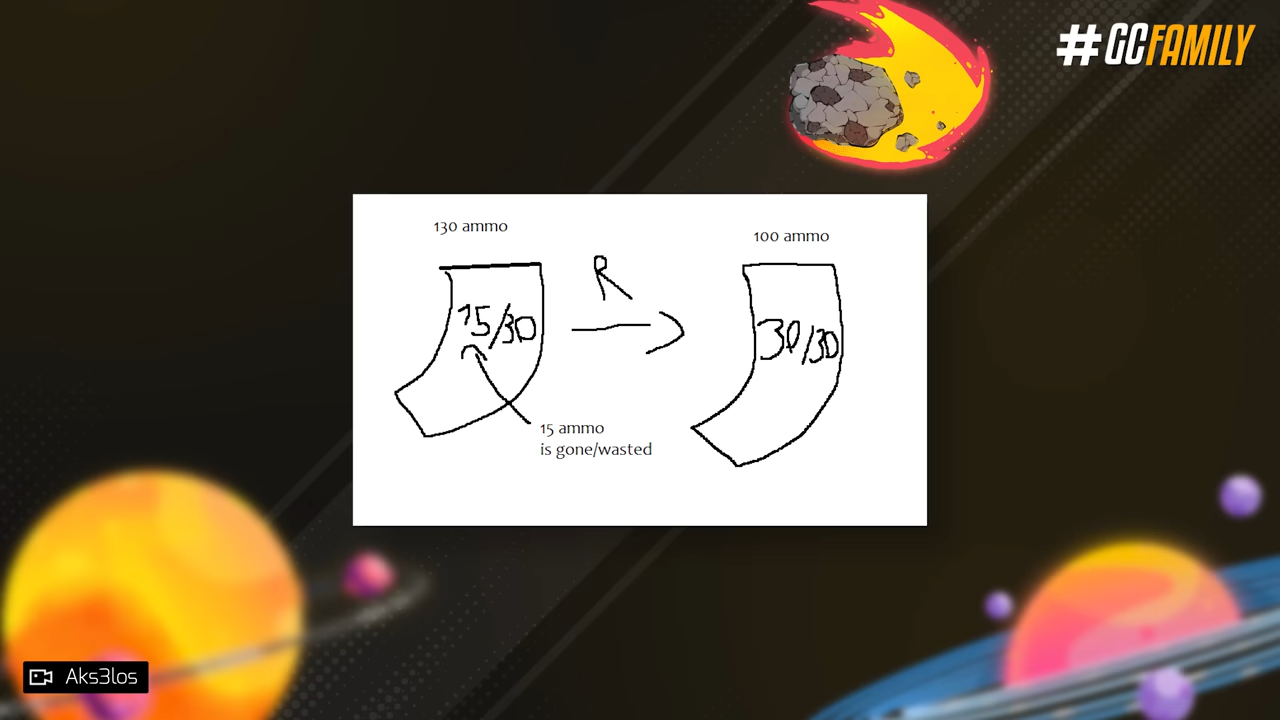 #GCFAMILY
130 ammo
100 ammo
R
15/30
30/30
15 ammo
is gone/wasted
Aks3los